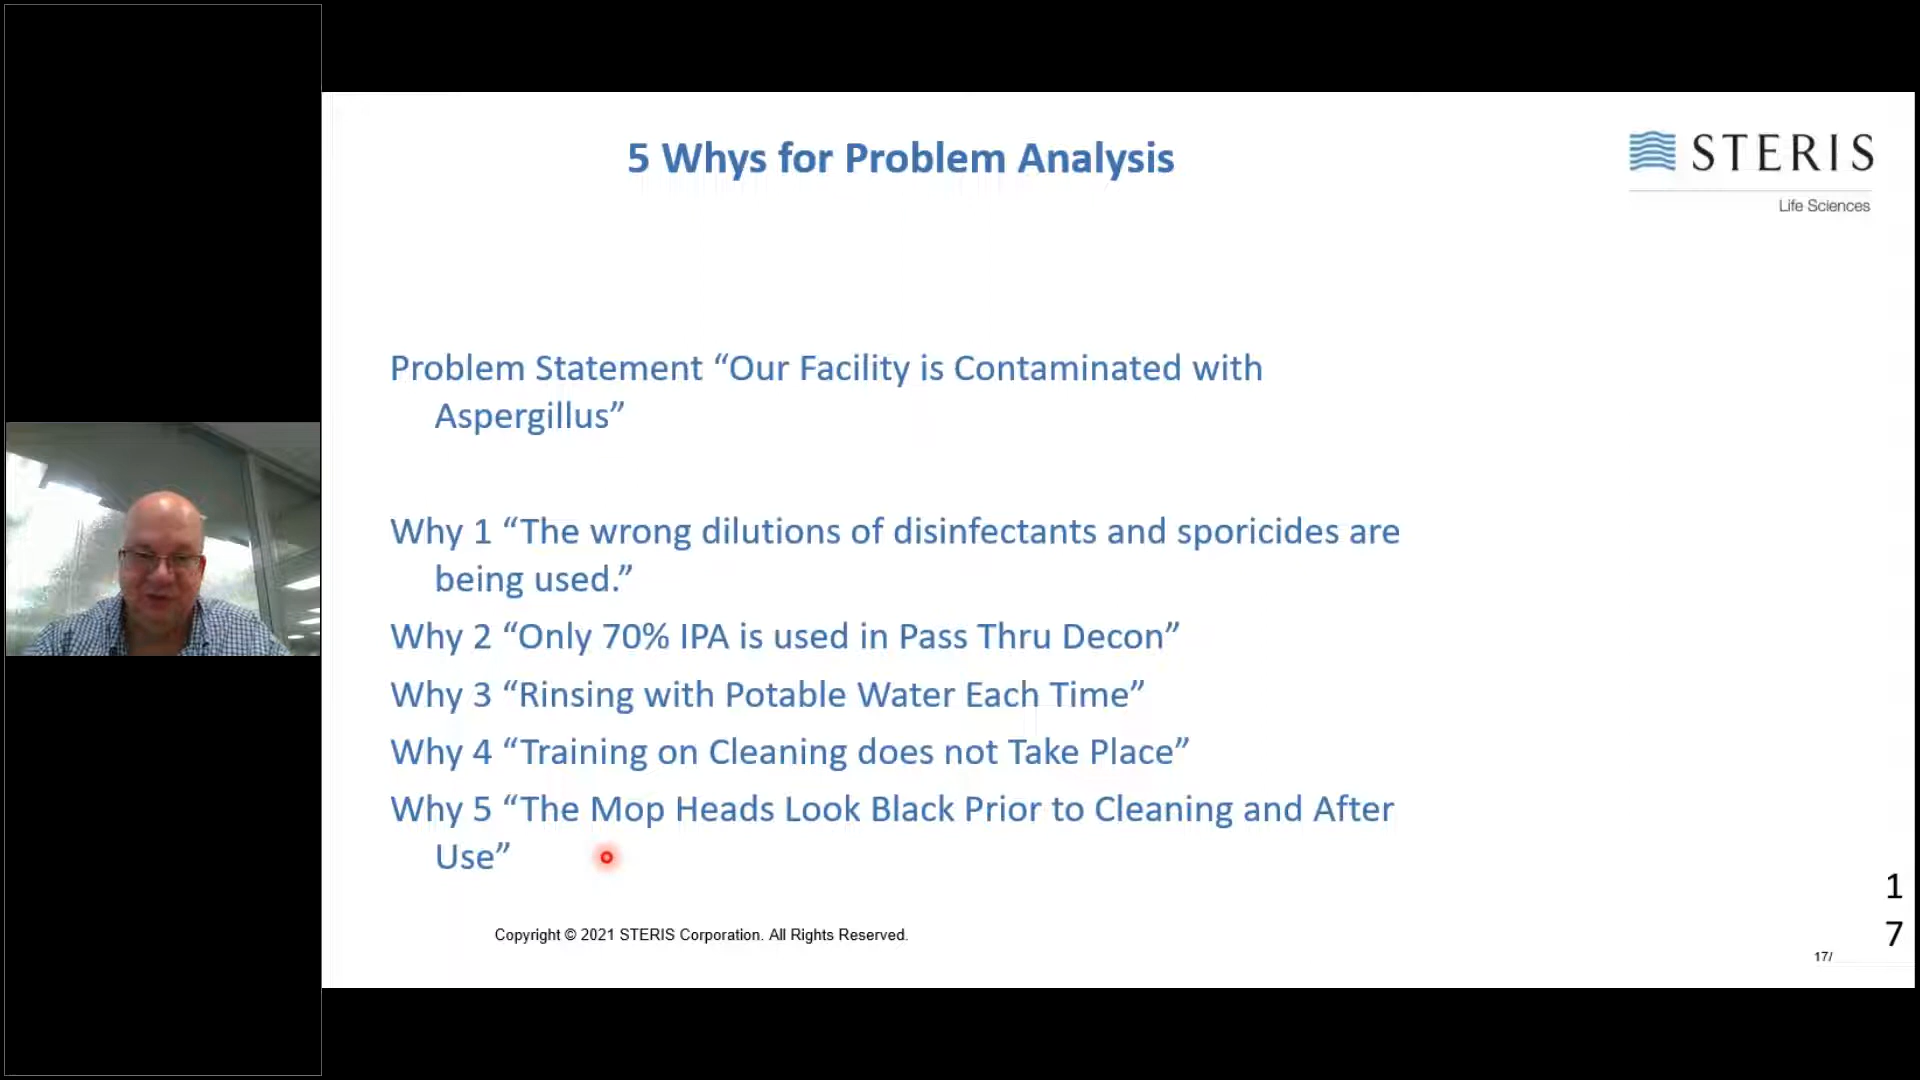 5 Whys for Problem Analysis
STERIS
Life Sciences
Problem Statement “Our Facility is Contaminated with
Aspergillus”
Why 1 “The wrong dilutions of disinfectants and sporicides are
being used.”
Why 2 “Only 70% IPA is used in Pass Thru Decon”
Why 3 “Rinsing with Potable Water Each Time”
Why 4 “Training on Cleaning does not Take Place”
Why 5 “The Mop Heads Look Black Prior to Cleaning and After
Use”
Copyright © 2021 STERIS Corporation. All Rights Reserved.
1
7
17/